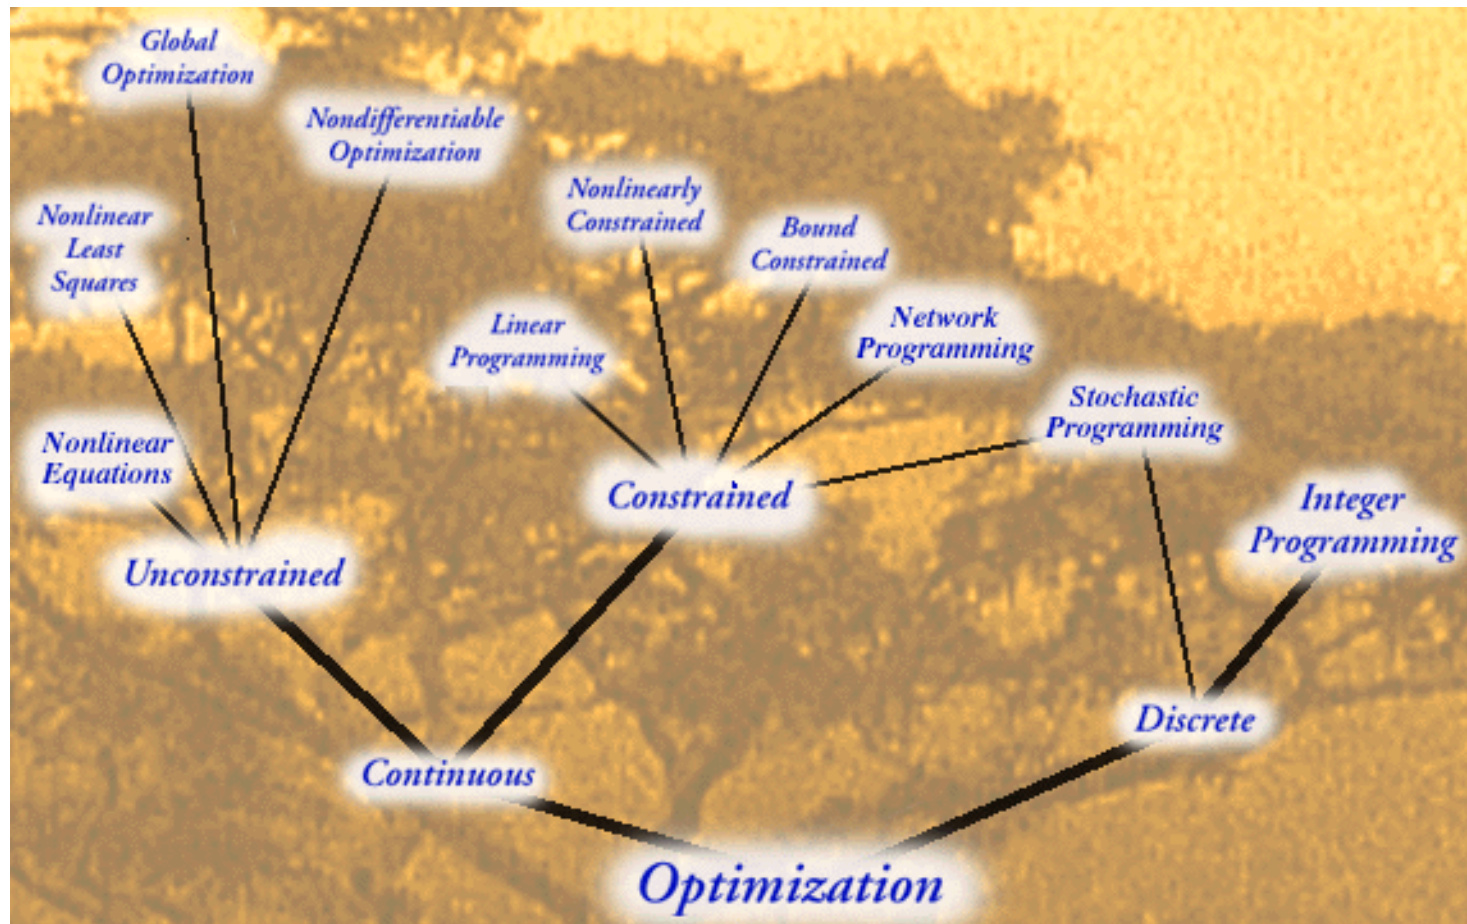 Global
Optimization
Nondifferentiable
Optimization
Nonlinear
Least
Squares
Nonlinearly
Constrained
Bound
Constrained
Linear
Programming
Network
Programming
Stochastic
Programming
Nonlinear
Equations
Constrained
Integer
Programming
Unconstrained
Discrete
Continuous
Optimization